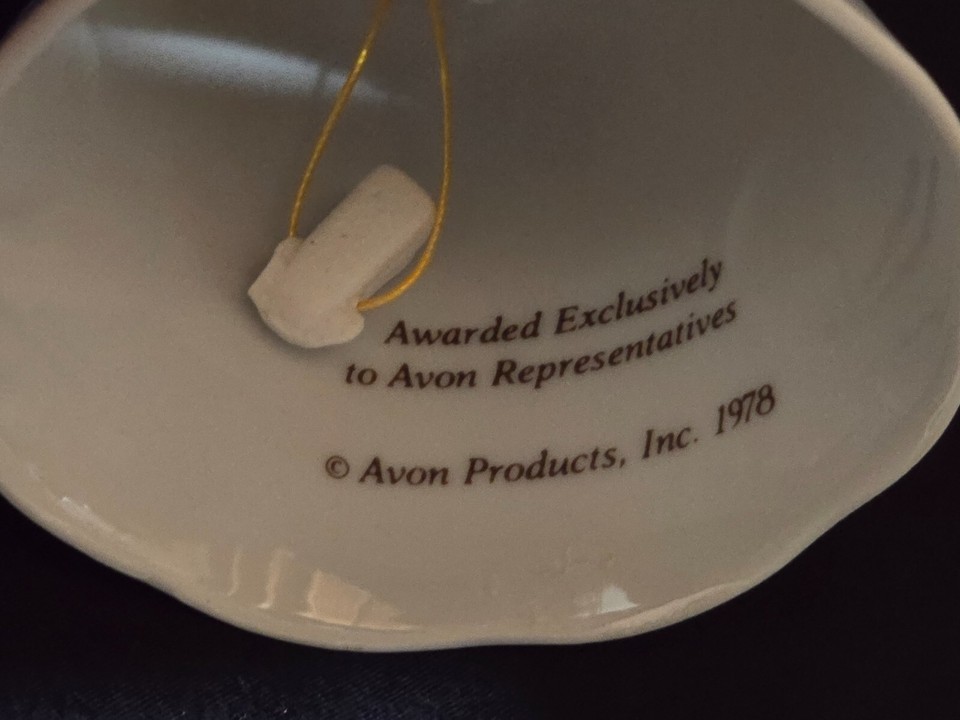 Awarded Exclusively
to Avon Representatives
© Avon Products, Inc. 1978